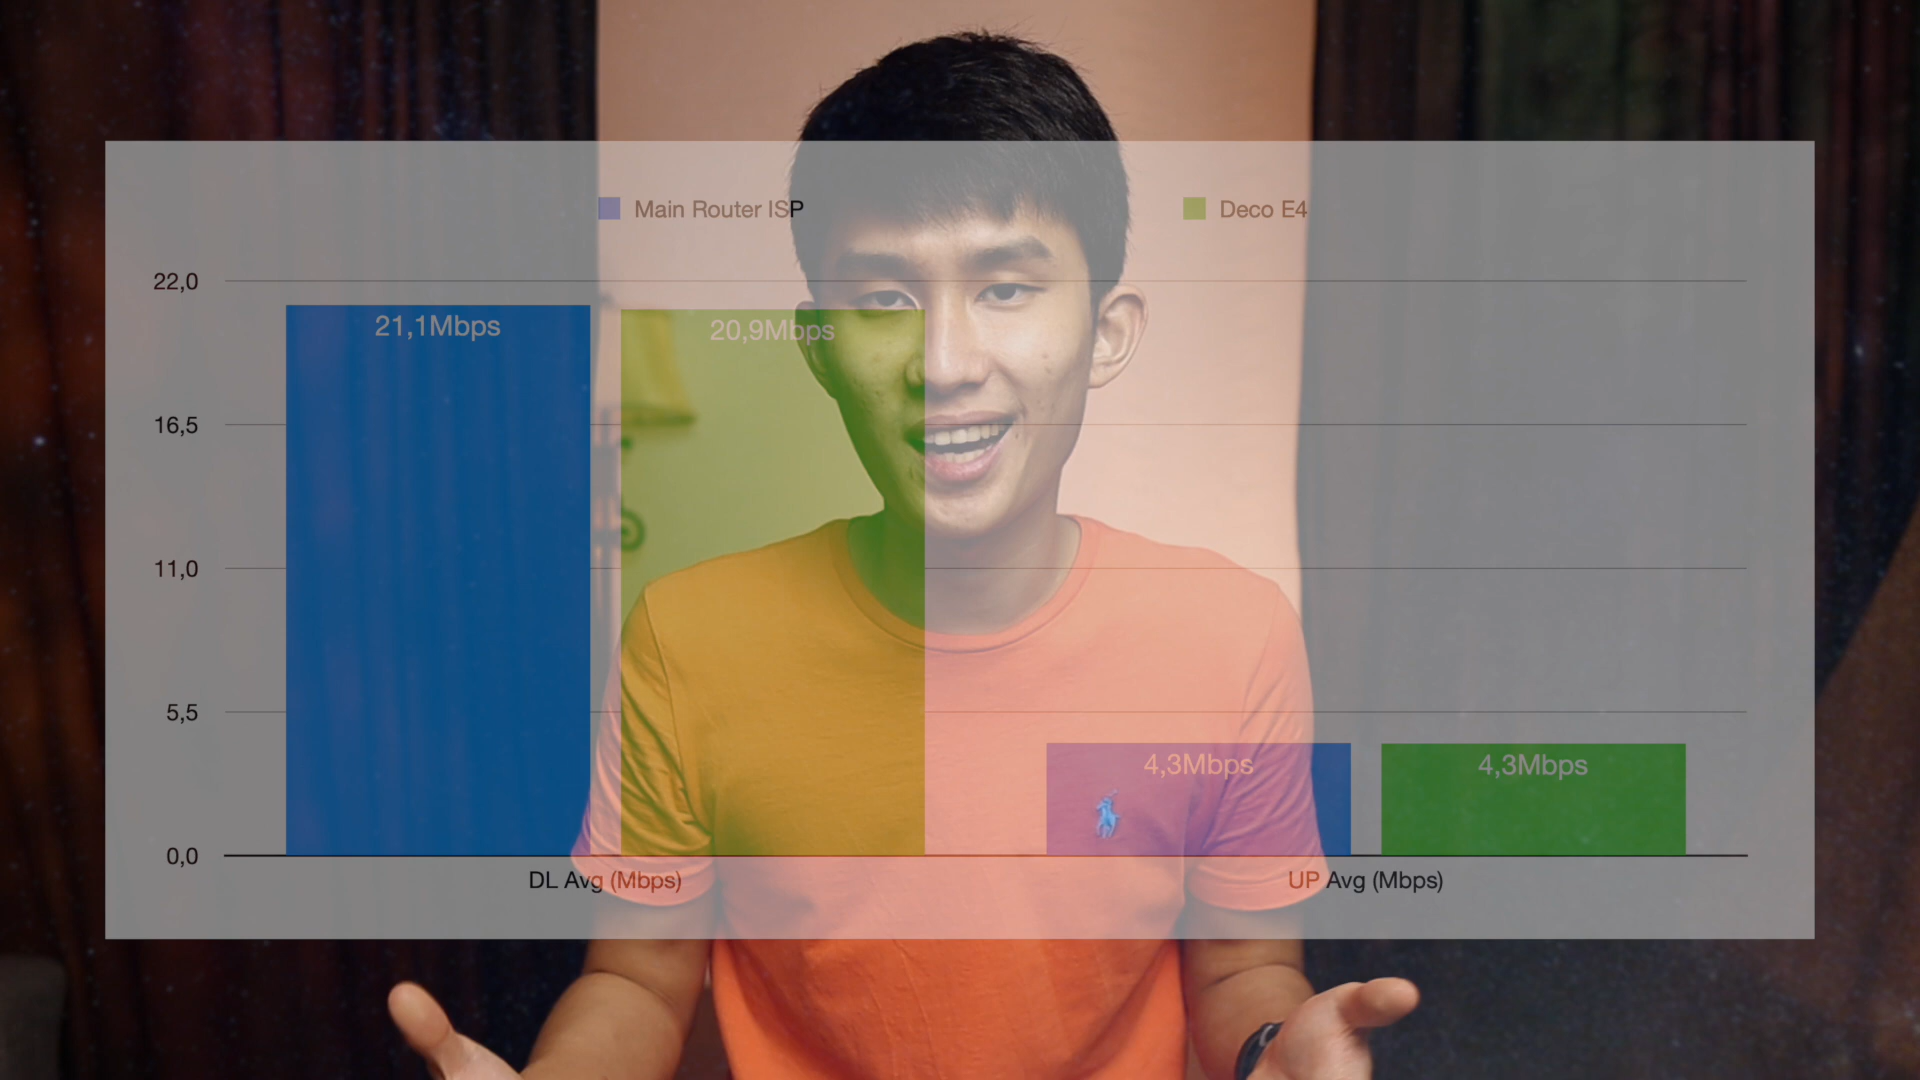 Main Router ISP
Deco E4
22,0
21,1Mbps
20,9Mbps
16,5
11,0
5,5
4,3Mbps
4,3Mbps
0,0
DL Avg (Mbps)
UP Avg (Mbps)